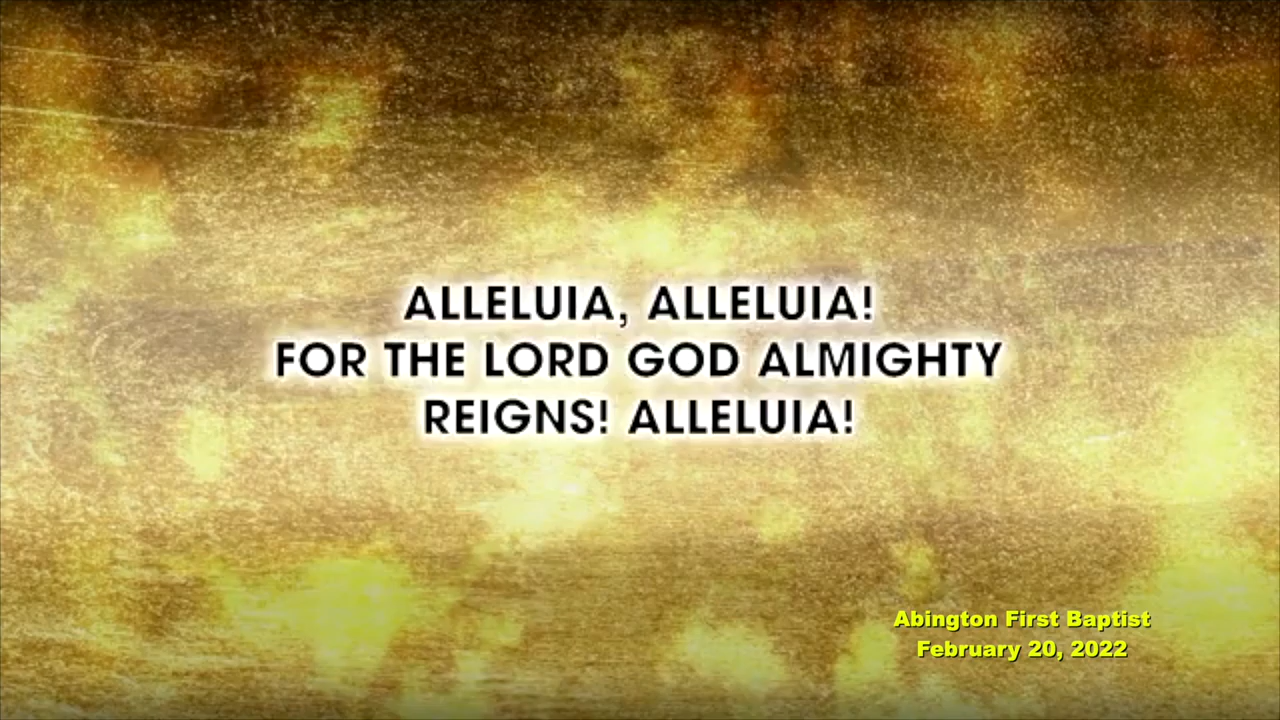 ALLELUIA, ALLELUIA!
FOR THE LORD GOD ALMIGHTY
REIGNS! ALLELUIA!
Abington First Baptist
February 20, 2022